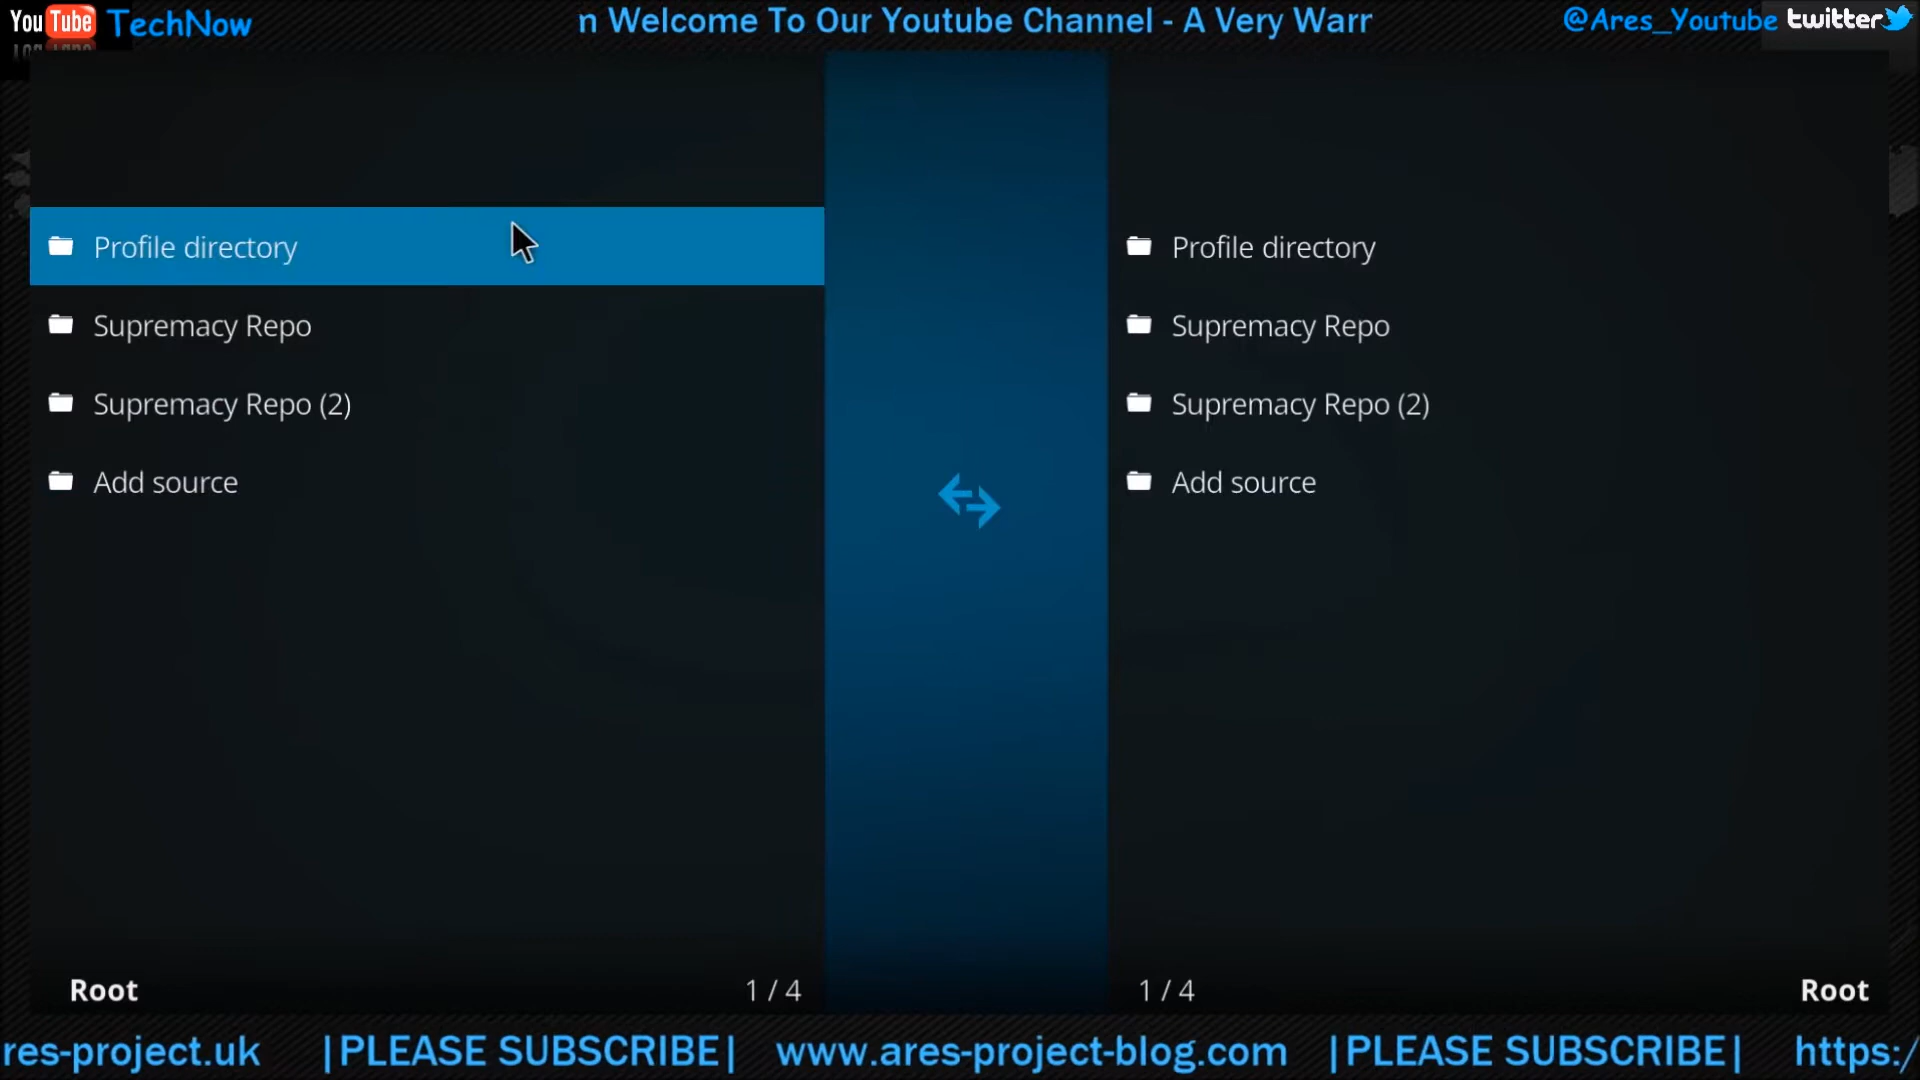 YouTube TechNow
n Welcome To Our Youtube Channel - A Very Warr
@Ares_Youtube twitter
Profile directory
Supremacy Repo
Supremacy Repo (2)
Add source
Profile directory
Supremacy Repo
Supremacy Repo (2)
Add source
Root
1 / 4
1 / 4
Root
res-project.uk |PLEASE SUBSCRIBE| www.ares-project-blog.com |PLEASE SUBSCRIBE| https:/